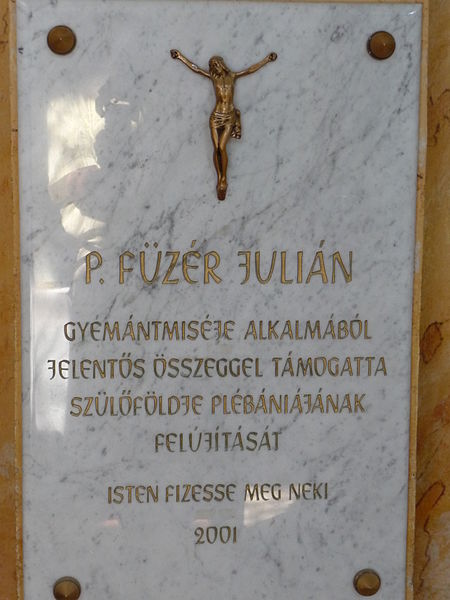 P. FÜZÉR JULIÁN
GYÉMÁNTMISÉJE ALKALMÁBÓL
JELENTŐS ÖSSZEGGEL TÁMOGATTA
SZÜLŐFÖLDJE PLÉBÁNIÁJÁNAK
FELÚJÍTÁSÁT
ISTEN FIZESSE MEG NEKI
2001